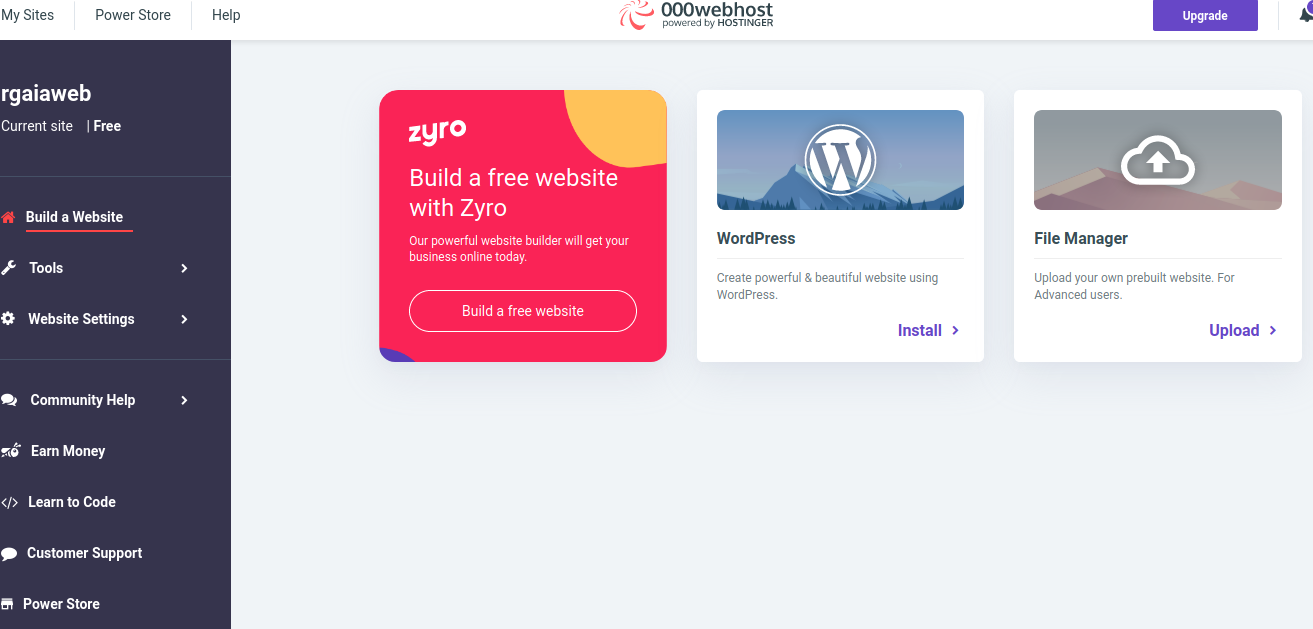 My Sites
Power Store
Help
000webhost
powered by HOSTINGER
Upgrade
rgaiaweb
Current site | Free
Build a Website
Tools
Website Settings
Community Help
Earn Money
Learn to Code
Customer Support
Power Store
zyro
Build a free website
with Zyro
Our powerful website builder will get your
business online today.
Build a free website
WordPress
Create powerful & beautiful website using
WordPress.
Install
File Manager
Upload your own prebuilt website. For
Advanced users.
Upload